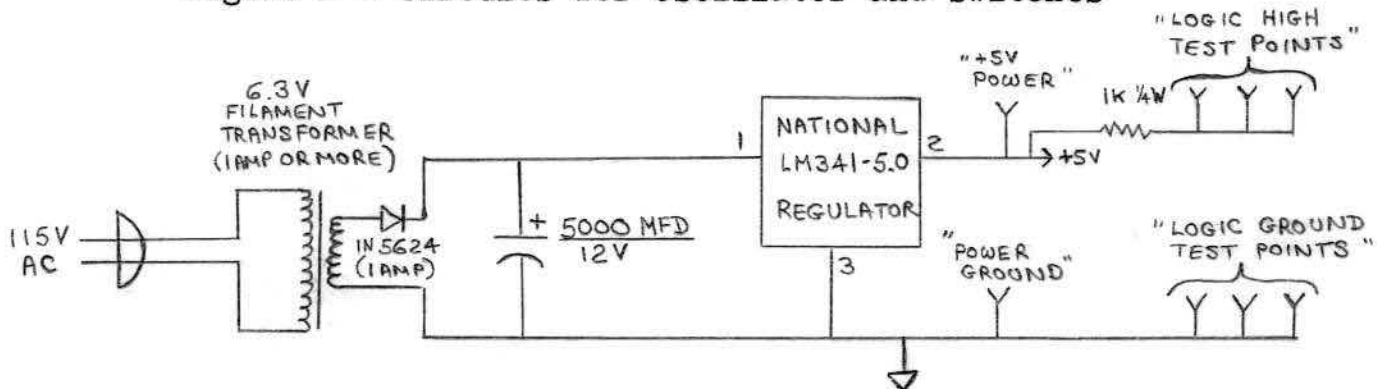 6.3V
FILAMENT
TRANSFORMER
(1AMP OR MORE)
115V
AC
IN5624
(1AMP)
+
5000 MFD
12V
1
NATIONAL
LM341-5.0
REGULATOR
2
3
"+5V
POWER"
+5V
1K ¼W
"LOGIC HIGH
TEST POINTS"
"POWER
GROUND"
"LOGIC GROUND
TEST POINTS"